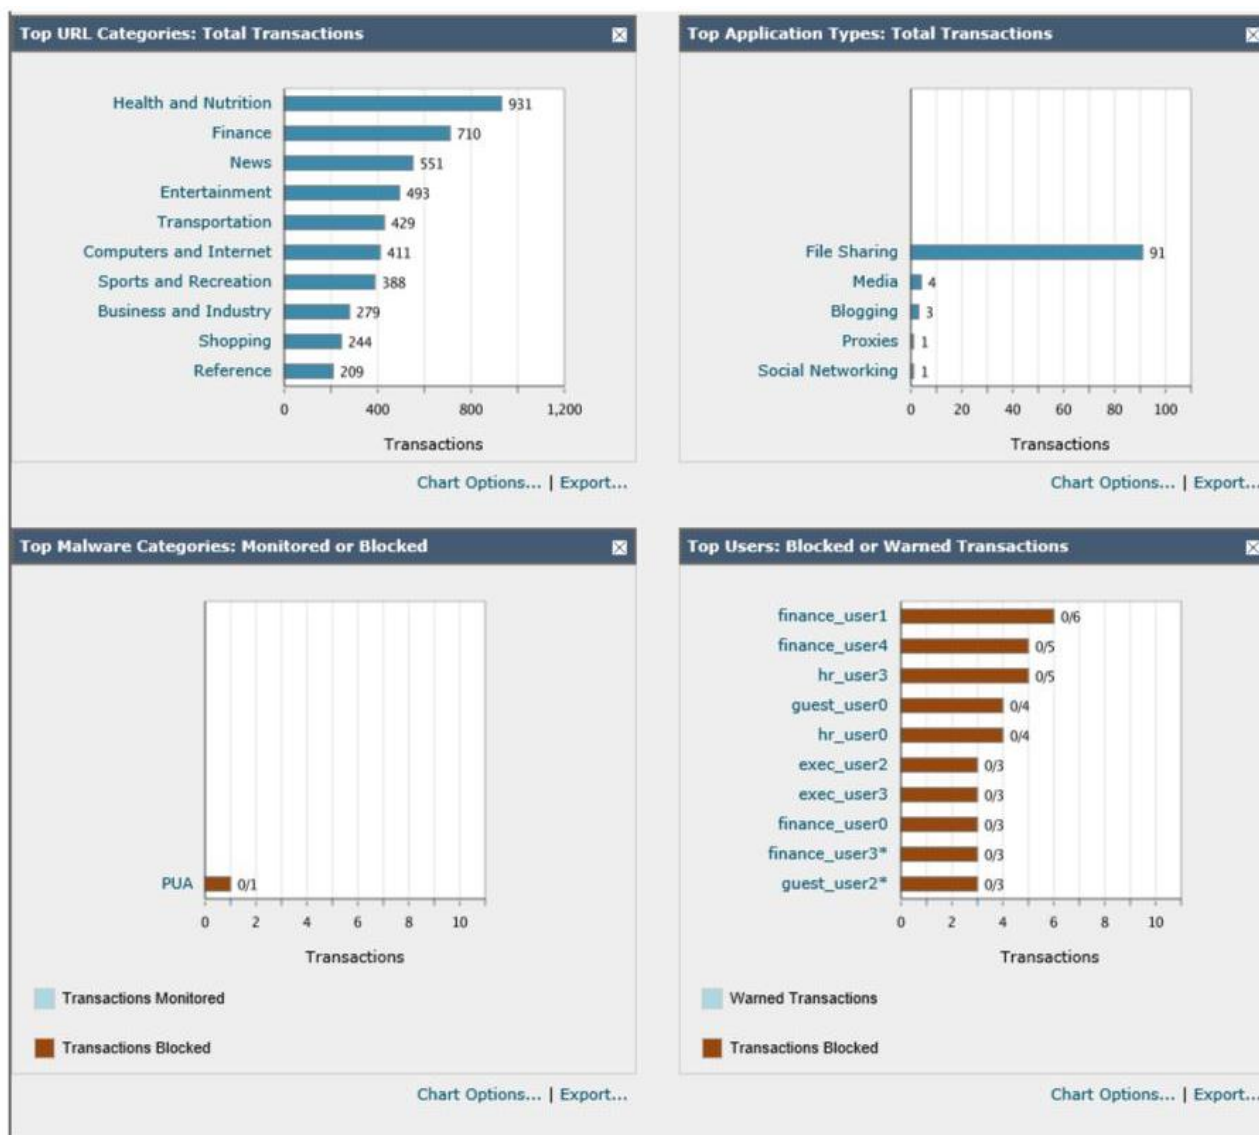 Top URL Categories: Total Transactions
Health and Nutrition 931
Finance 710
News 551
Entertainment 493
Transportation 429
Computers and Internet 411
Sports and Recreation 388
Business and Industry 279
Shopping 244
Reference 209
0 400 800 1,200
Transactions
Chart Options... | Export...
Top Application Types: Total Transactions
File Sharing 91
Media 4
Blogging 3
Proxies 1
Social Networking 1
0 20 40 60 80 100
Transactions
Chart Options... | Export...
Top Malware Categories: Monitored or Blocked
PUA 0/1
0 2 4 6 8 10
Transactions
Transactions Monitored
Transactions Blocked
Chart Options... | Export...
Top Users: Blocked or Warned Transactions
finance_user1 0/6
finance_user4 0/5
hr_user3 0/5
guest_user0 0/4
hr_user0 0/4
exec_user2 0/3
exec_user3 0/3
finance_user0 0/3
finance_user3* 0/3
guest_user2* 0/3
0 2 4 6 8 10
Transactions
Warned Transactions
Transactions Blocked
Chart Options... | Export...